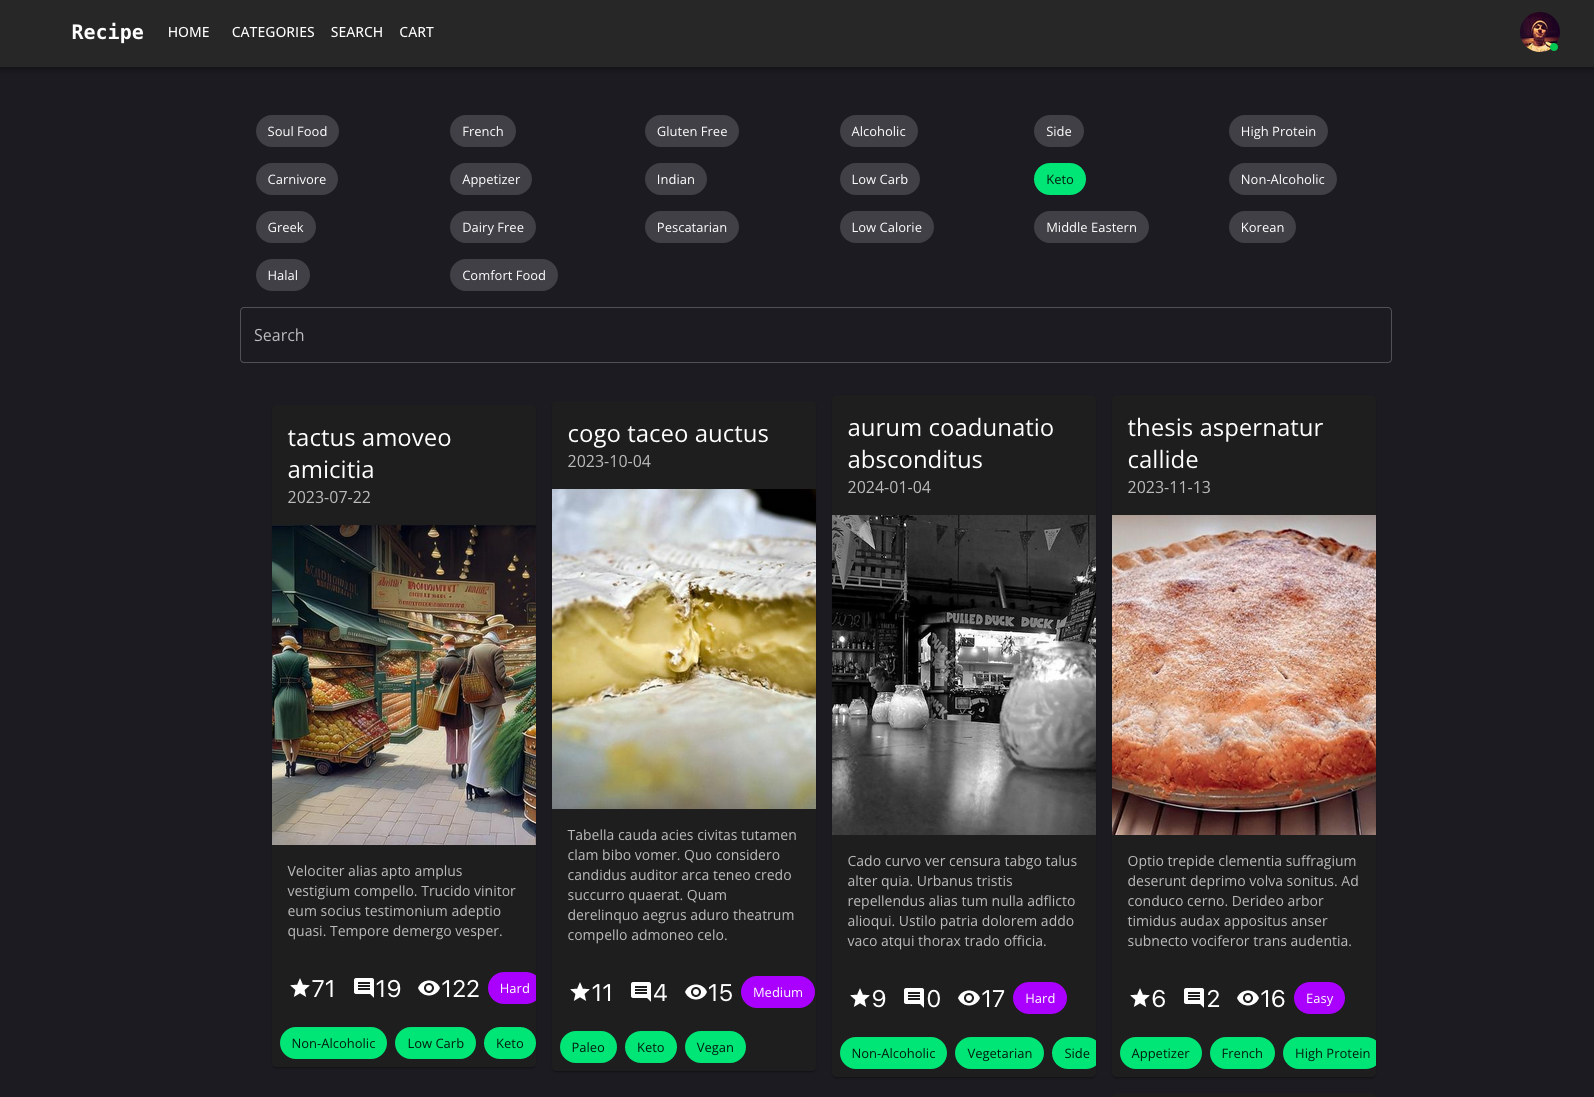 Recipe HOME CATEGORIES SEARCH CART
Soul Food French Gluten Free Alcoholic Side High Protein
Carnivore Appetizer Indian Low Carb Keto Non-Alcoholic
Greek Dairy Free Pescatarian Low Calorie Middle Eastern Korean
Halal Comfort Food
Search
tactus amoveo
amicitia
2023-07-22
Velociter alias apto amplus
vestigium compello. Trucido vinitor
eum socius testimonium adeptio
quasi. Tempore demergo vesper.
71 19 122 Hard
Non-Alcoholic Low Carb Keto
cogo taceo auctus
2023-10-04
Tabella cauda acies civitas tutamen
clam bibo vomer. Quo considero
candidus auditor arca teneo credo
succurro quaerat. Quam
derelinquo aegrus aduro theatrum
compello admoneo celo.
11 4 15 Medium
Paleo Keto Vegan
aurum coadunatio
absconditus
2024-01-04
PULLED DUCK DUCK
Cado curvo ver censura tabgo talus
alter quia. Urbanus tristis
repellendus alias tum nulla adflicto
alioqui. Ustilo patria dolorem addo
vaco atqui thorax trado officia.
9 0 17 Hard
Non-Alcoholic Vegetarian Side
thesis aspernatur
callide
2023-11-13
Optio trepide clementia suffragium
deserunt deprimo volva sonitus. Ad
conduco cerno. Derideo arbor
timidus audax appositus anser
subnecto vociferor trans audentia.
6 2 16 Easy
Appetizer French High Protein